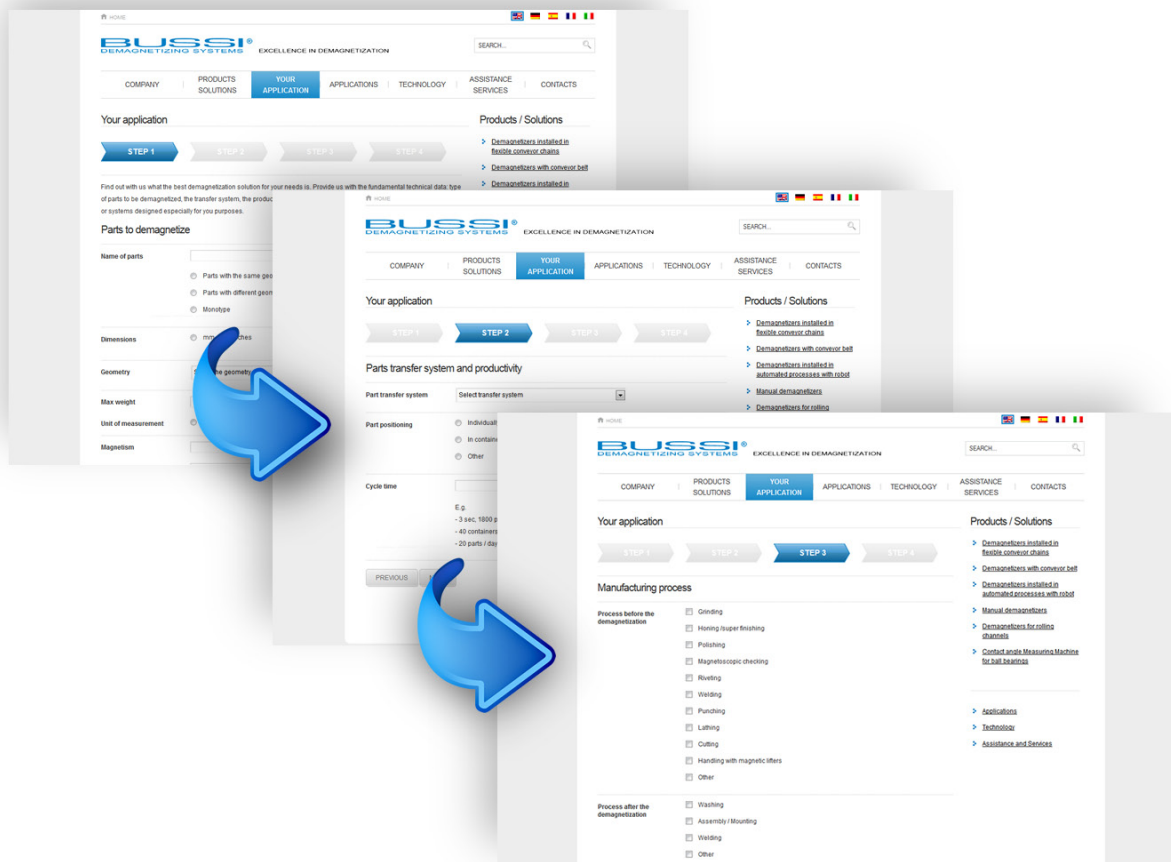 HOME
BUSSI®
DEMAGNETIZING SYSTEMS EXCELLENCE IN DEMAGNETIZATION
SEARCH...
COMPANY PRODUCTS SOLUTIONS YOUR APPLICATION APPLICATIONS TECHNOLOGY ASSISTANCE SERVICES CONTACTS
Your application
STEP 1 STEP 2 STEP 3 STEP 4
Find out with us what the best demagnetization solution for your needs is. Provide us with the fundamental technical data: type
of parts to be demagnetized, the transfer system, the
or systems designed especially for you purposes.
Parts to demagnetize
Name of parts
Parts with the same
Parts with different
Monotype
Dimensions
Geometry
Max weight
Unit of measurement
Magnetism
Products / Solutions
Demagnetizers installed in
flexible conveyor chains
Demagnetizers with conveyor belt
Demagnetizers installed in
HOME
BUSSI®
DEMAGNETIZING SYSTEMS EXCELLENCE IN DEMAGNETIZATION
SEARCH...
COMPANY PRODUCTS SOLUTIONS YOUR APPLICATION APPLICATIONS TECHNOLOGY ASSISTANCE SERVICES CONTACTS
Your application
STEP 1 STEP 2 STEP 3 STEP 4
Parts transfer system and productivity
Part transfer system Select transfer system
Part positioning
Individually
In
Other
Cycle time
E.g.
- 3 sec, 1800
- 40 containers
- 20 parts /
PREVIOUS
Products / Solutions
Demagnetizers installed in
flexible conveyor chains
Demagnetizers with conveyor belt
Demagnetizers installed in
automated processes with robot
Manual demagnetizers
Demagnetizers for rolling
HOME
BUSSI®
DEMAGNETIZING SYSTEMS EXCELLENCE IN DEMAGNETIZATION
SEARCH...
COMPANY PRODUCTS SOLUTIONS YOUR APPLICATION APPLICATIONS TECHNOLOGY ASSISTANCE SERVICES CONTACTS
Your application
STEP 1 STEP 2 STEP 3 STEP 4
Manufacturing process
Process before the
demagnetization
Grinding
Honing /super finishing
Polishing
Magnetoscopic checking
Riveting
Welding
Punching
Lathing
Cutting
Handling with magnetic lifters
Other
Process after the
demagnetization
Washing
Assembly / Mounting
Welding
Other
Products / Solutions
Demagnetizers installed in
flexible conveyor chains
Demagnetizers with conveyor belt
Demagnetizers installed in
automated processes with robot
Manual demagnetizers
Demagnetizers for rolling
channels
Contact angle Measuring Machine
for ball bearings
Applications
Technology
Assistance and Services